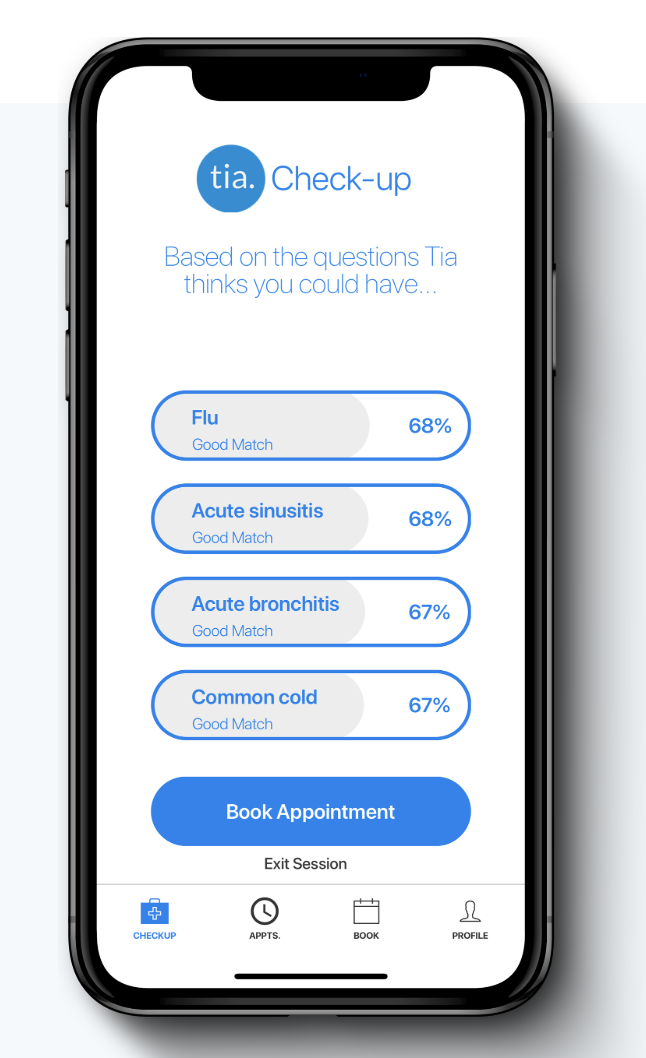 tia. Check-up
Based on the questions Tia
thinks you could have...
Flu
68%
Good Match
Acute sinusitis
68%
Good Match
Acute bronchitis
67%
Good Match
Common cold
67%
Good Match
Book Appointment
Exit Session
CHECKUP
APPTS.
BOOK
PROFILE